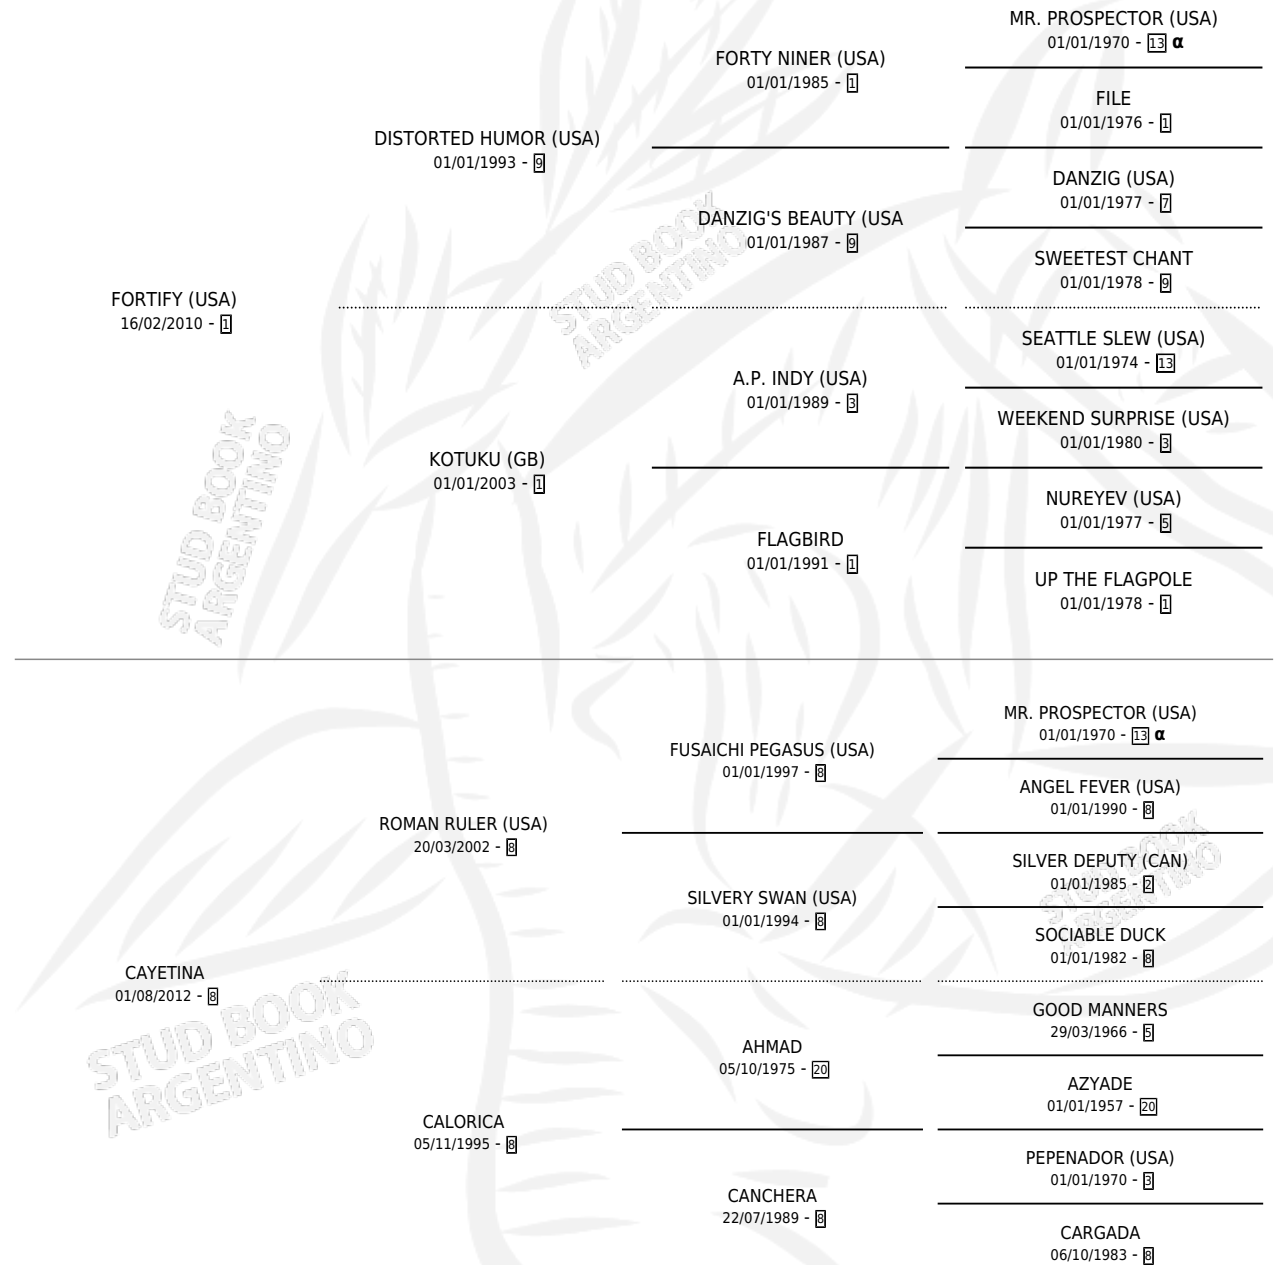 MR. PROSPECTOR (USA)
01/01/1970 - 13 α
FORTY NINER (USA)
01/01/1985 - 1
FILE
01/01/1976 - 1
DISTORTED HUMOR (USA)
01/01/1993 - 9
DANZIG (USA)
01/01/1977 - 7
DANZIG'S BEAUTY (USA
01/01/1987 - 9
SWEETEST CHANT
01/01/1978 - 9
FORTIFY (USA)
16/02/2010 - 1
SEATTLE SLEW (USA)
01/01/1974 - 13
A.P. INDY (USA)
01/01/1989 - 3
WEEKEND SURPRISE (USA)
01/01/1980 - 3
KOTUKU (GB)
01/01/2003 - 1
NUREYEV (USA)
01/01/1977 - 5
FLAGBIRD
01/01/1991 - 1
UP THE FLAGPOLE
01/01/1978 - 1
MR. PROSPECTOR (USA)
01/01/1970 - 13 α
FUSAICHI PEGASUS (USA)
01/01/1997 - 8
ANGEL FEVER (USA)
01/01/1990 - 8
ROMAN RULER (USA)
20/03/2002 - 8
SILVER DEPUTY (CAN)
01/01/1985 - 2
SILVERY SWAN (USA)
01/01/1994 - 8
SOCIABLE DUCK
01/01/1982 - 8
CAYETINA
01/08/2012 - 8
GOOD MANNERS
29/03/1966 - 5
AHMAD
05/10/1975 - 20
AZYADE
01/01/1957 - 20
CALORICA
05/11/1995 - 8
PEPENADOR (USA)
01/01/1970 - 3
CANCHERA
22/07/1989 - 8
CARGADA
06/10/1983 - 8
STUD BOOK
ARGENTINO
STUD BOOK
ARGENTINO
STUD BOOK
ARGENTINO
STUD BOOK
ARGENTINO